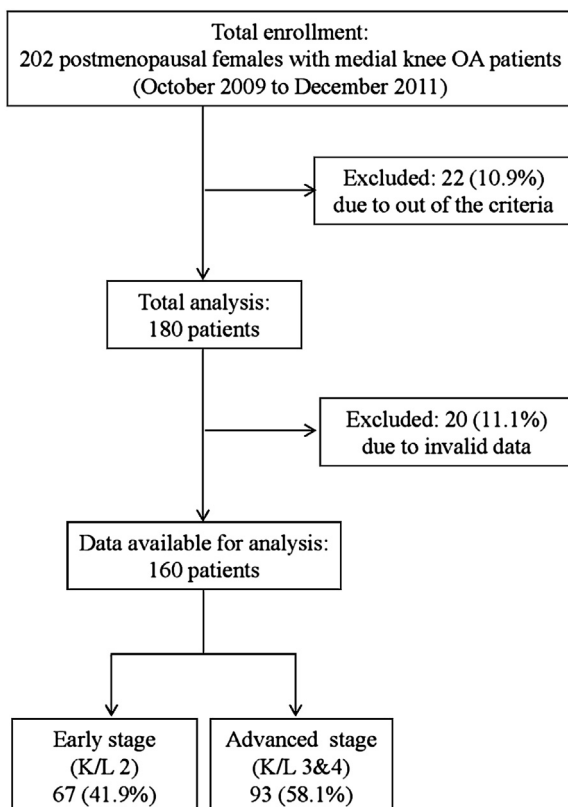 Total enrollment:
202 postmenopausal females with medial knee OA patients
(October 2009 to December 2011)
Excluded: 22 (10.9%)
due to out of the criteria
Total analysis:
180 patients
Excluded: 20 (11.1%)
due to invalid data
Data available for analysis:
160 patients
Early stage
(K/L 2)
67 (41.9%)
Advanced stage
(K/L 3&4)
93 (58.1%)